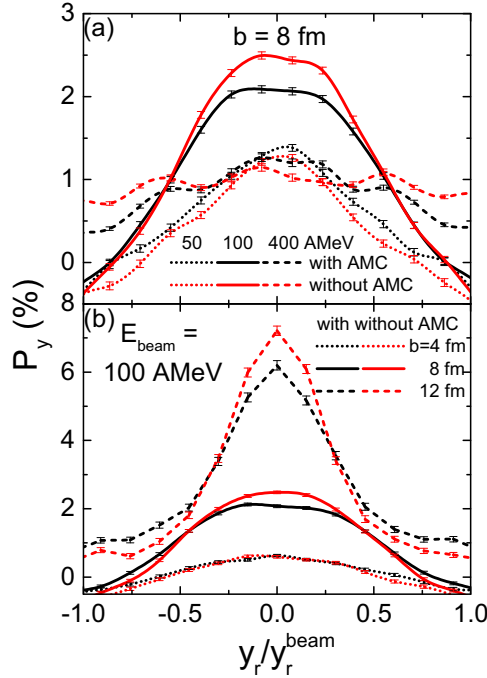 (a)
b = 8 fm
3
2
1
0
50 100 400 AMeV
with AMC
without AMC
P_y (%)
8
6
4
2
0
(b)
E_beam =
100 AMeV
with without AMC
b=4 fm
8 fm
12 fm
-1.0 -0.5 0.0 0.5 1.0
y_r/y_r^beam